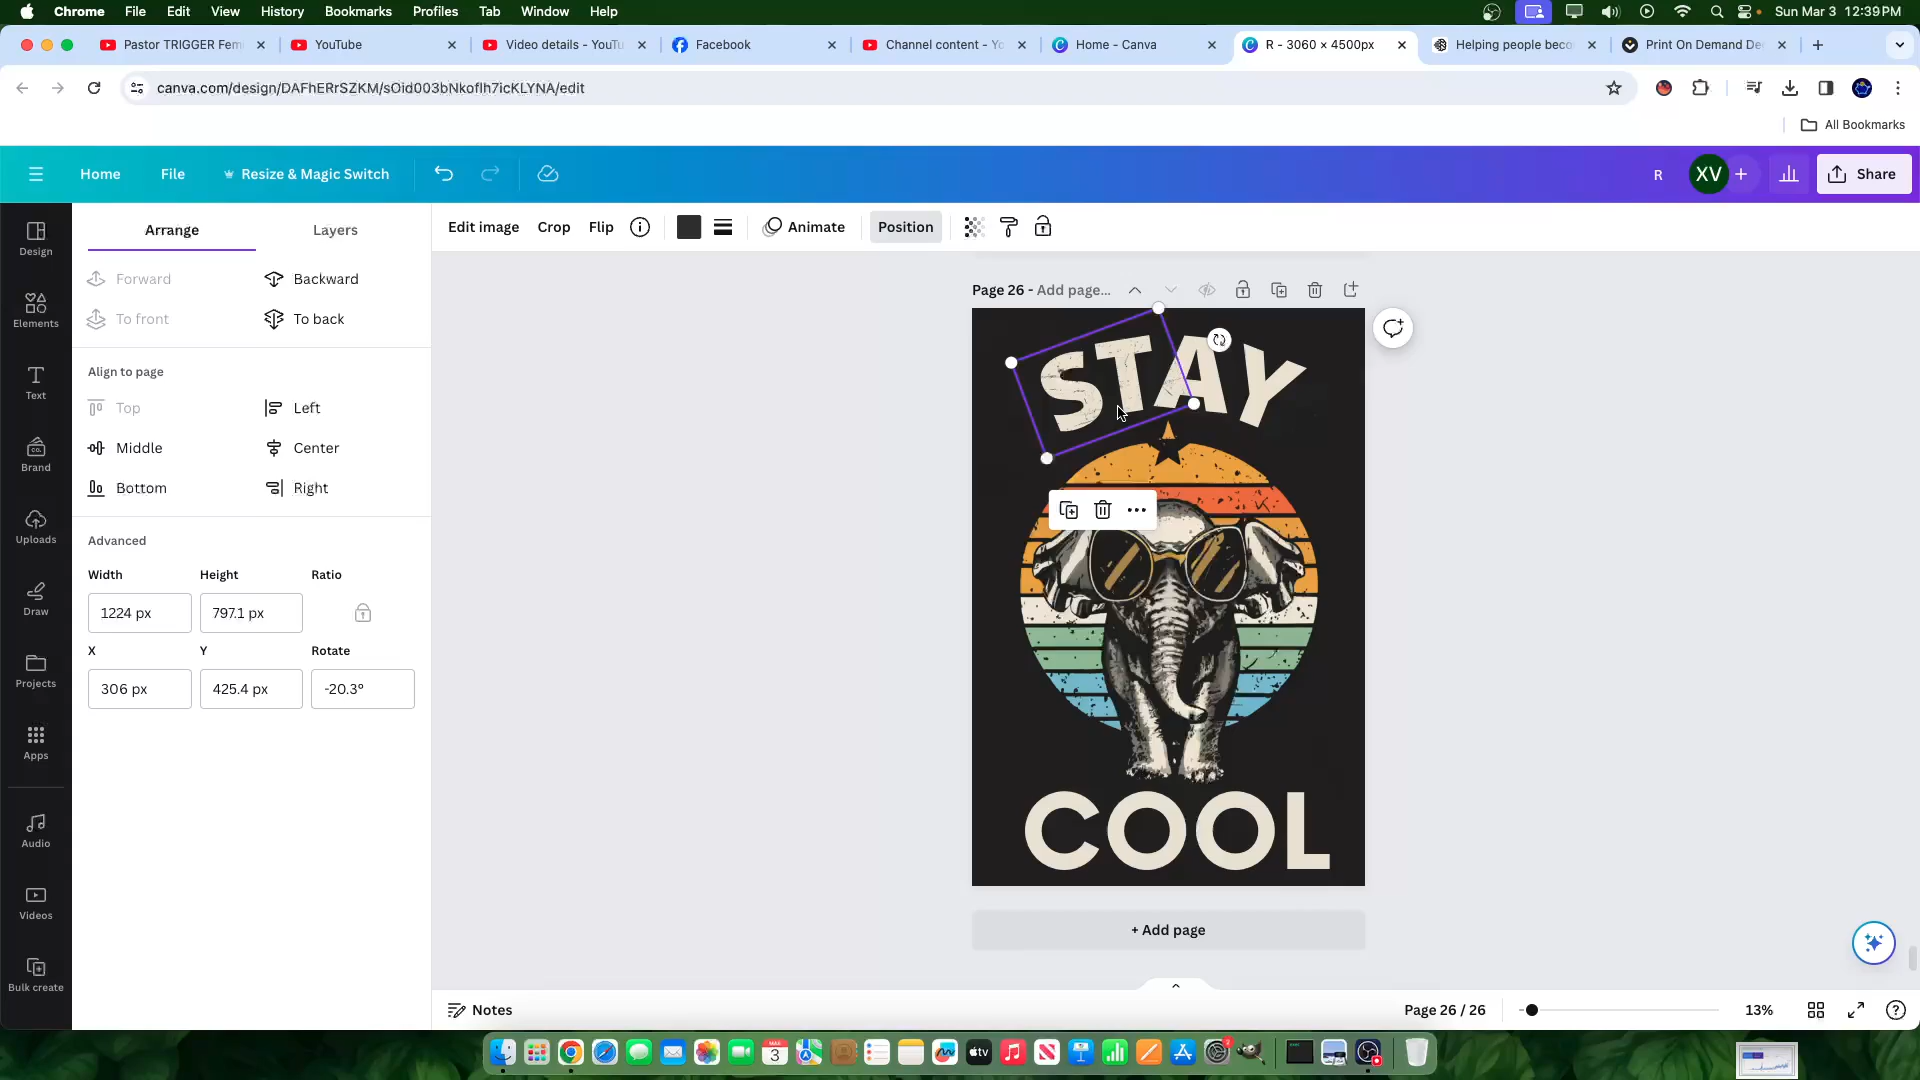 Chrome File Edit View History Bookmarks Profiles Tab Window Help Sun Mar 3 12:39 PM
Pastor TRIGGER Fem YouTube Video details - YouTu Facebook Channel content - Yo Home - Canva R - 3060 × 4500px Helping people beco Print On Demand De
canva.com/design/DAFhERrSZKM/sOid003bNkoflh7icKLYNA/edit
All Bookmarks
Home File Resize & Magic Switch R XV Share
Arrange Layers
Edit image Crop Flip Animate Position
Design
Elements
Text
Brand
Uploads
Draw
Projects
Apps
Audio
Videos
Bulk create
Forward Backward
To front To back
Align to page
Top Left
Middle Center
Bottom Right
Advanced
Width Height Ratio
1224 px 797.1 px
X Y Rotate
306 px 425.4 px -20.3°
Page 26 - Add page...
STAY
COOL
+ Add page
Notes
Page 26 / 26 13%
MAR
3
tv
2